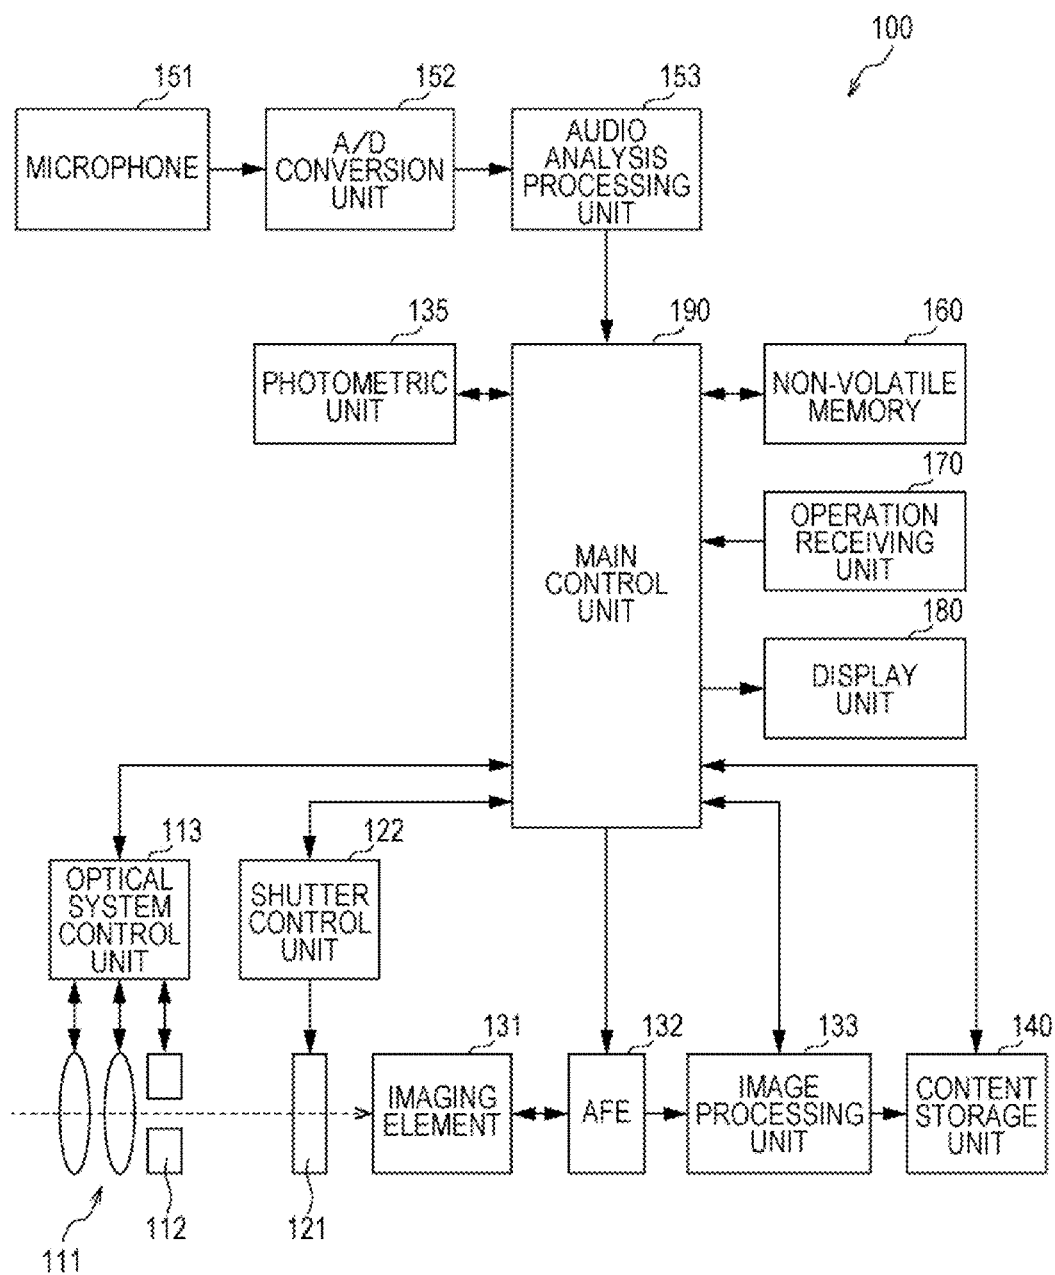 100
151
152
153
MICROPHONE
A/D
CONVERSION
UNIT
AUDIO
ANALYSIS
PROCESSING
UNIT
135
190
160
PHOTOMETRIC
UNIT
NON-VOLATILE
MEMORY
170
OPERATION
RECEIVING
UNIT
MAIN
CONTROL
UNIT
180
DISPLAY
UNIT
113
122
OPTICAL
SYSTEM
CONTROL
UNIT
SHUTTER
CONTROL
UNIT
131
132
133
140
IMAGING
ELEMENT
AFE
IMAGE
PROCESSING
UNIT
CONTENT
STORAGE
UNIT
111
112
121